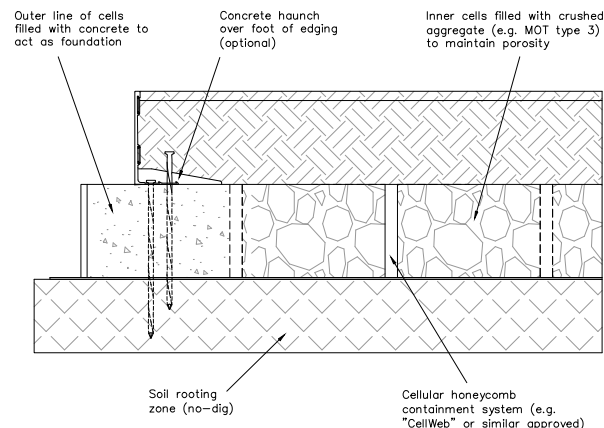 Outer line of cells
filled with concrete to
act as foundation
Concrete haunch
over foot of edging
(optional)
Inner cells filled with crushed
aggregate (e.g. MOT type 3)
to maintain porosity
Soil rooting
zone (no-dig)
Cellular honeycomb
containment system (e.g.
"CellWeb" or similar approved)